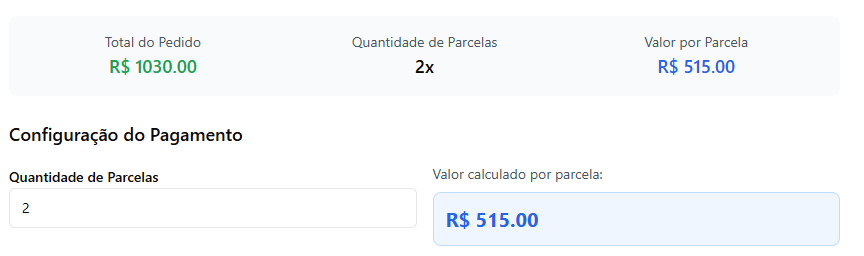 Total do Pedido
R$ 1030.00
Quantidade de Parcelas
2x
Valor por Parcela
R$ 515.00
Configuração do Pagamento
Quantidade de Parcelas
2
Valor calculado por parcela:
R$ 515.00